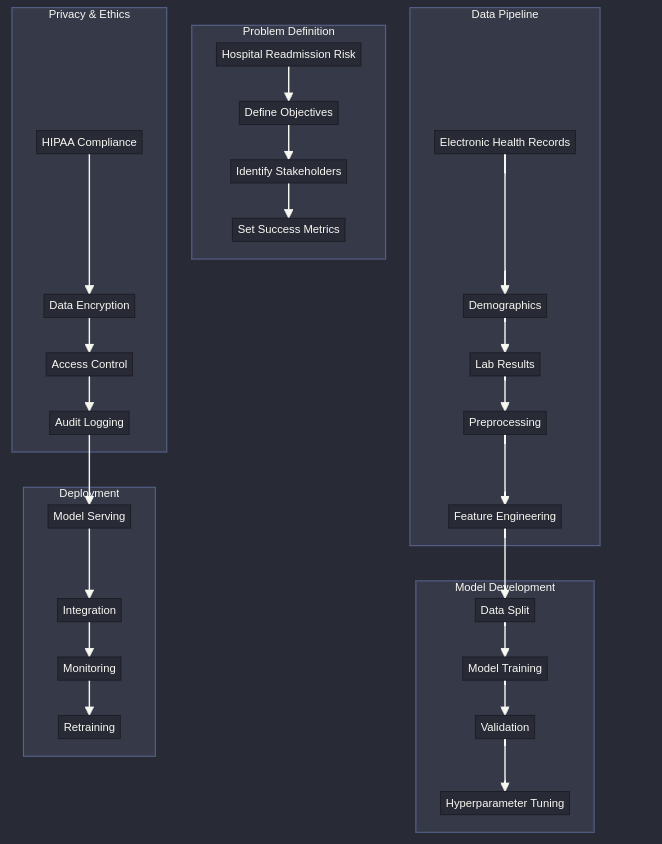 Privacy & Ethics
HIPAA Compliance
Data Encryption
Access Control
Audit Logging
Deployment
Model Serving
Integration
Monitoring
Retraining
Problem Definition
Hospital Readmission Risk
Define Objectives
Identify Stakeholders
Set Success Metrics
Data Pipeline
Electronic Health Records
Demographics
Lab Results
Preprocessing
Feature Engineering
Model Development
Data Split
Model Training
Validation
Hyperparameter Tuning